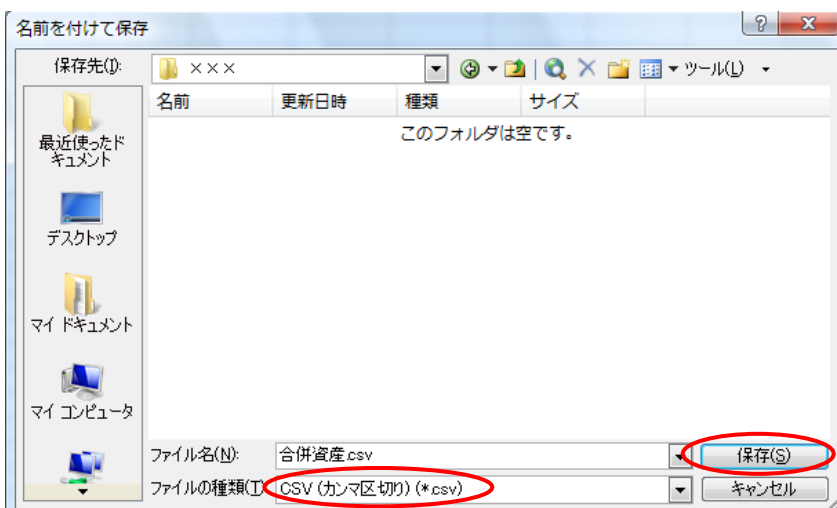 名前を付けて保存
保存先(I):
×××
ツール(L)
名前 更新日時 種類 サイズ
このフォルダは空です。
最近使ったド
キュメント
デスクトップ
マイ ドキュメント
マイ コンピュータ
ファイル名(N): 合併資産.csv 保存(S)
ファイルの種類(T CSV (カンマ区切り) (*.csv) キャンセル